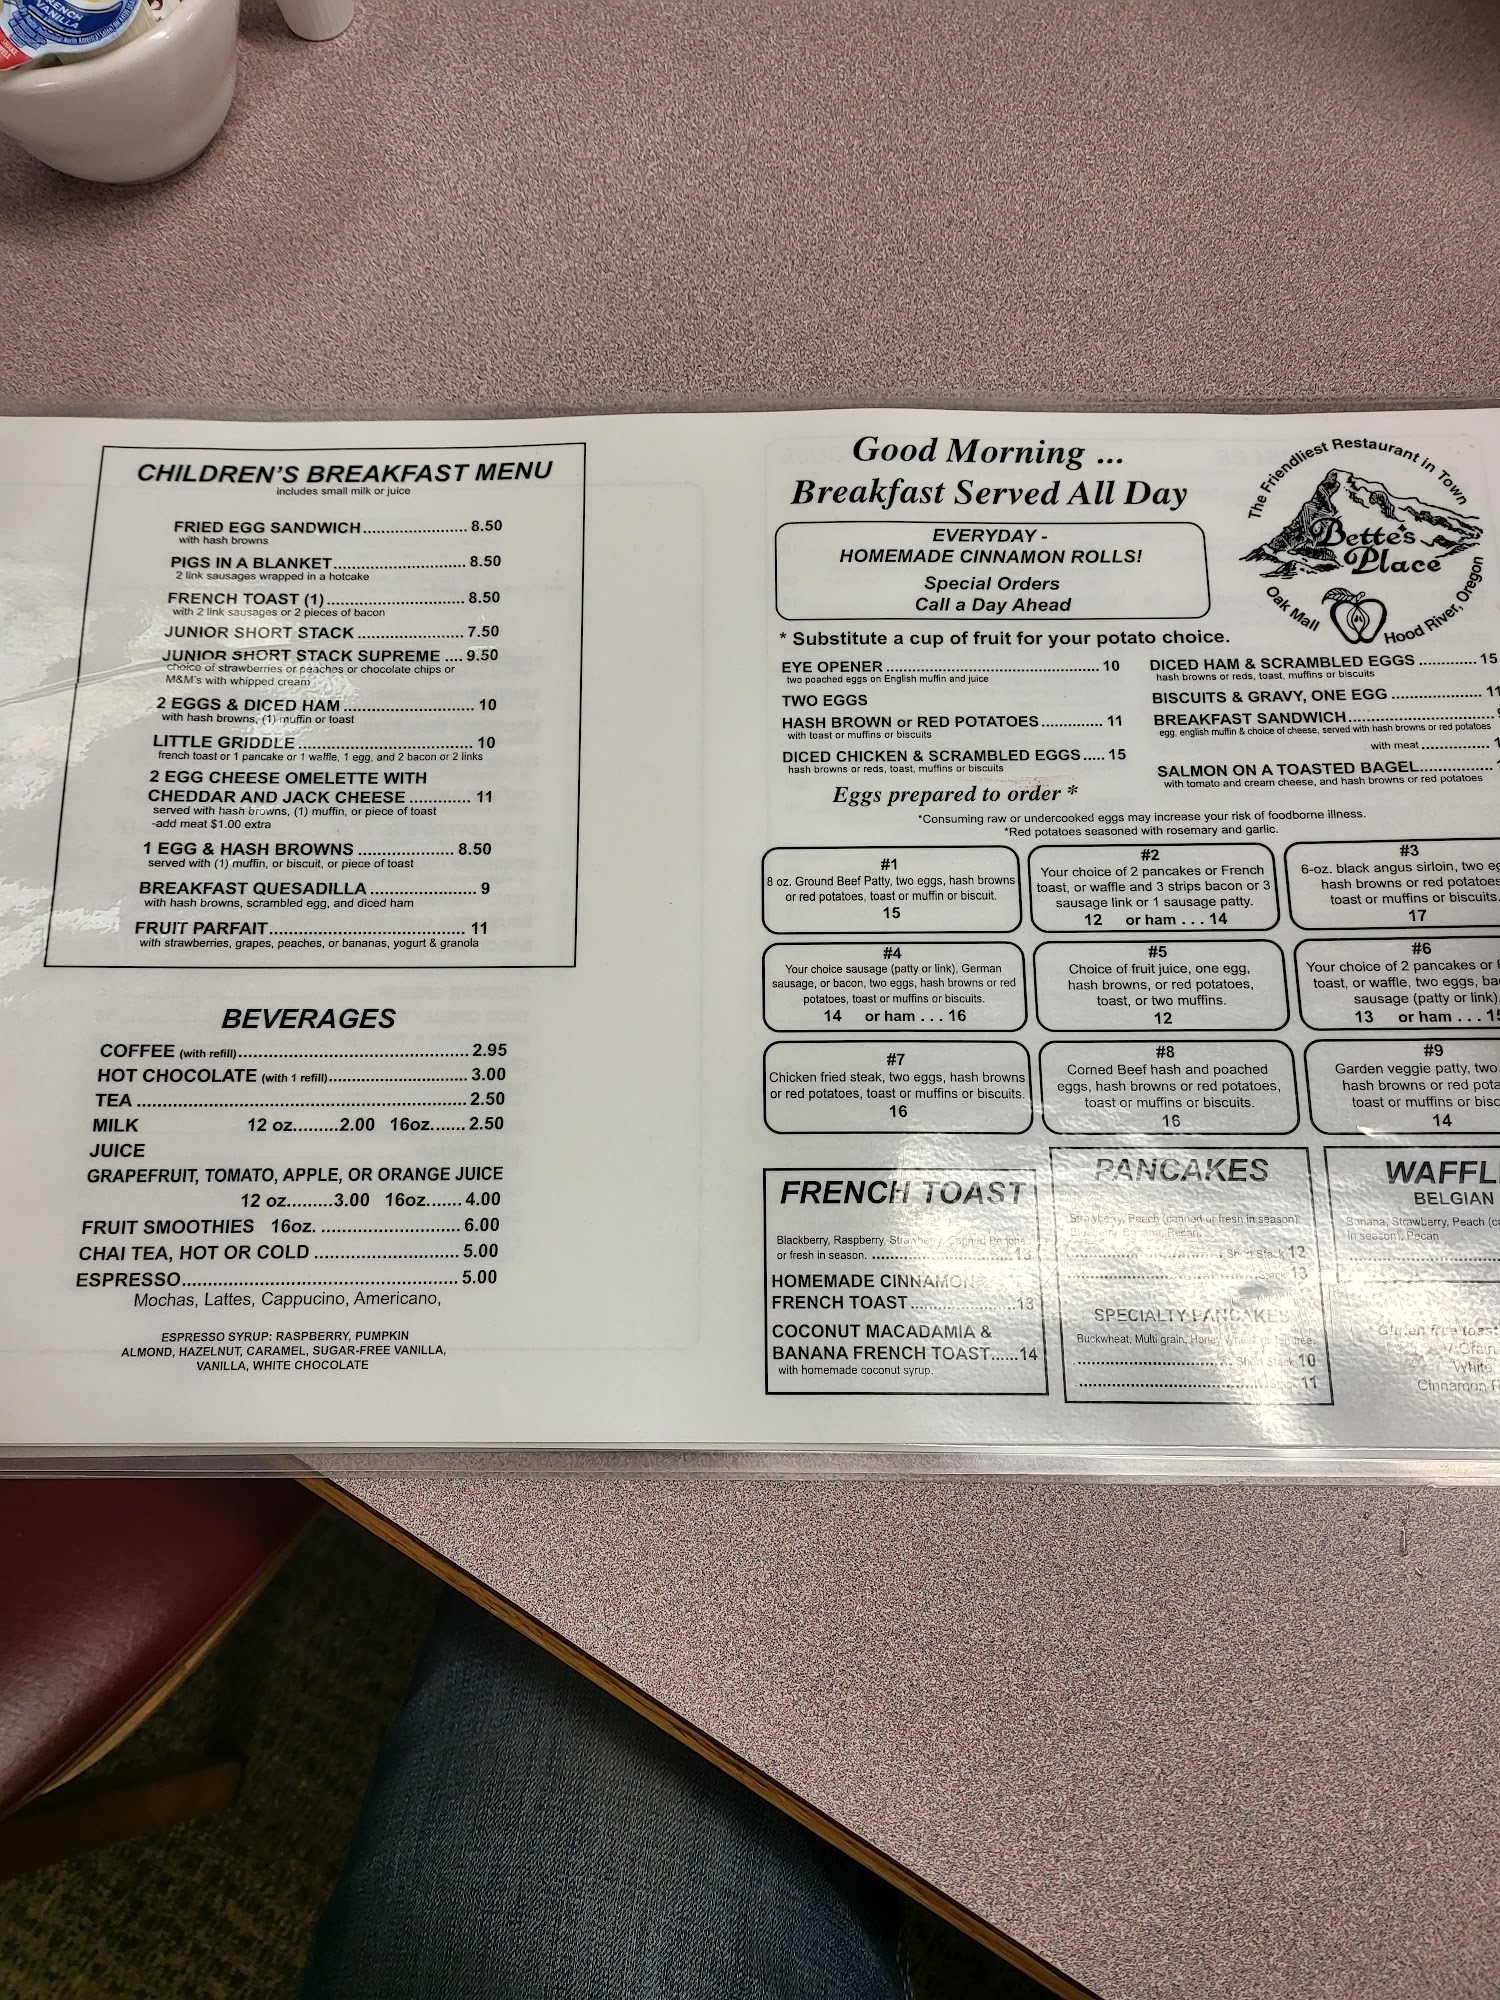 FRENCH
VANILLA
CHILDREN'S BREAKFAST MENU
includes small milk or juice
FRIED EGG SANDWICH..................... 8.50
with hash browns
PIGS IN A BLANKET.......................... 8.50
2 link sausages wrapped in a hotcake
FRENCH TOAST (1)........................... 8.50
with 2 link sausages or 2 pieces of bacon
JUNIOR SHORT STACK ..................... 7.50
JUNIOR SHORT STACK SUPREME .... 9.50
choice of strawberries or peaches or chocolate chips or
M&M's with whipped cream
2 EGGS & DICED HAM ......................... 10
with hash browns, (1) muffin or toast
LITTLE GRIDDLE.................................. 10
french toast or 1 pancake or 1 waffle, 1 egg, and 2 bacon or 2 links
2 EGG CHEESE OMELETTE WITH
CHEDDAR AND JACK CHEESE ............ 11
served with hash browns, (1) muffin, or piece of toast
-add meat $1.00 extra
1 EGG & HASH BROWNS ................... 8.50
served with (1) muffin, or biscuit, or piece of toast
BREAKFAST QUESADILLA ..................... 9
with hash browns, scrambled egg, and diced ham
FRUIT PARFAIT....................................... 11
with strawberries, grapes, peaches, or bananas, yogurt & granola
BEVERAGES
COFFEE (with refill)............................................. 2.95
HOT CHOCOLATE (with 1 refill)........................... 3.00
TEA ................................................................ 2.50
MILK 12 oz.........2.00 16oz....... 2.50
JUICE
GRAPEFRUIT, TOMATO, APPLE, OR ORANGE JUICE
12 oz.........3.00 16oz....... 4.00
FRUIT SMOOTHIES 16oz. ........................... 6.00
CHAI TEA, HOT OR COLD ........................... 5.00
ESPRESSO..................................................... 5.00
Mochas, Lattes, Cappucino, Americano,
ESPRESSO SYRUP: RASPBERRY, PUMPKIN
ALMOND, HAZELNUT, CARAMEL, SUGAR-FREE VANILLA,
VANILLA, WHITE CHOCOLATE
Good Morning ...
Breakfast Served All Day
EVERYDAY -
HOMEMADE CINNAMON ROLLS!
Special Orders
Call a Day Ahead
The Friendliest Restaurant in Town
Bette's
Place
Oak Mall
Hood River, Oregon
* Substitute a cup of fruit for your potato choice.
EYE OPENER ............................................. 10
two poached eggs on English muffin and juice
TWO EGGS
HASH BROWN or RED POTATOES............. 11
with toast or muffins or biscuits
DICED CHICKEN & SCRAMBLED EGGS..... 15
hash browns or reds, toast, muffins or biscuits
Eggs prepared to order *
DICED HAM & SCRAMBLED EGGS ............ 15
hash browns or reds, toast, muffins or biscuits
BISCUITS & GRAVY, ONE EGG .................... 11
BREAKFAST SANDWICH................................
egg, english muffin & choice of cheese, served with hash browns or red potatoes
with meat ..............
SALMON ON A TOASTED BAGEL................
with tomato and cream cheese, and hash browns or red potatoes
*Consuming raw or undercooked eggs may increase your risk of foodborne illness.
*Red potatoes seasoned with rosemary and garlic.
#1
8 oz. Ground Beef Patty, two eggs, hash browns
or red potatoes, toast or muffin or biscuit.
15
#2
Your choice of 2 pancakes or French
toast, or waffle and 3 strips bacon or 3
sausage link or 1 sausage patty.
12 or ham . . . 14
#3
6-oz. black angus sirloin, two
hash browns or red potatoes
toast or muffins or biscuits.
17
#4
Your choice sausage (patty or link), German
sausage, or bacon, two eggs, hash browns or red
potatoes, toast or muffins or biscuits.
14 or ham . . . 16
#5
Choice of fruit juice, one egg,
hash browns, or red potatoes,
toast, or two muffins.
12
#6
Your choice of 2 pancakes or
toast, or waffle, two eggs,
sausage (patty or link)
13 or ham . . . 15
#7
Chicken fried steak, two eggs, hash browns
or red potatoes, toast or muffins or biscuits.
16
#8
Corned Beef hash and poached
eggs, hash browns or red potatoes,
toast or muffins or biscuits.
16
#9
Garden veggie patty, two
hash browns or red
toast or muffins or
14
FRENCH TOAST
Blackberry, Raspberry, Strawberry, Canned Peaches,
or fresh in season. ............................ 13
HOMEMADE CINNAMON
FRENCH TOAST......................13
COCONUT MACADAMIA &
BANANA FRENCH TOAST......14
with homemade coconut syrup.
PANCAKES
Strawberry, Peach (canned or fresh in season)
Blueberry, Banana, Pecan,
Short Stack 12
Stack 13
SPECIALTY PANCAKES
Buckwheat, Multi grain, Honey Wheat or free.
Short Stack 10
Stack 11
BELGIAN
Banana, Strawberry, Peach
in season), Pecan
* Gluten free toast
White
Cinnamon